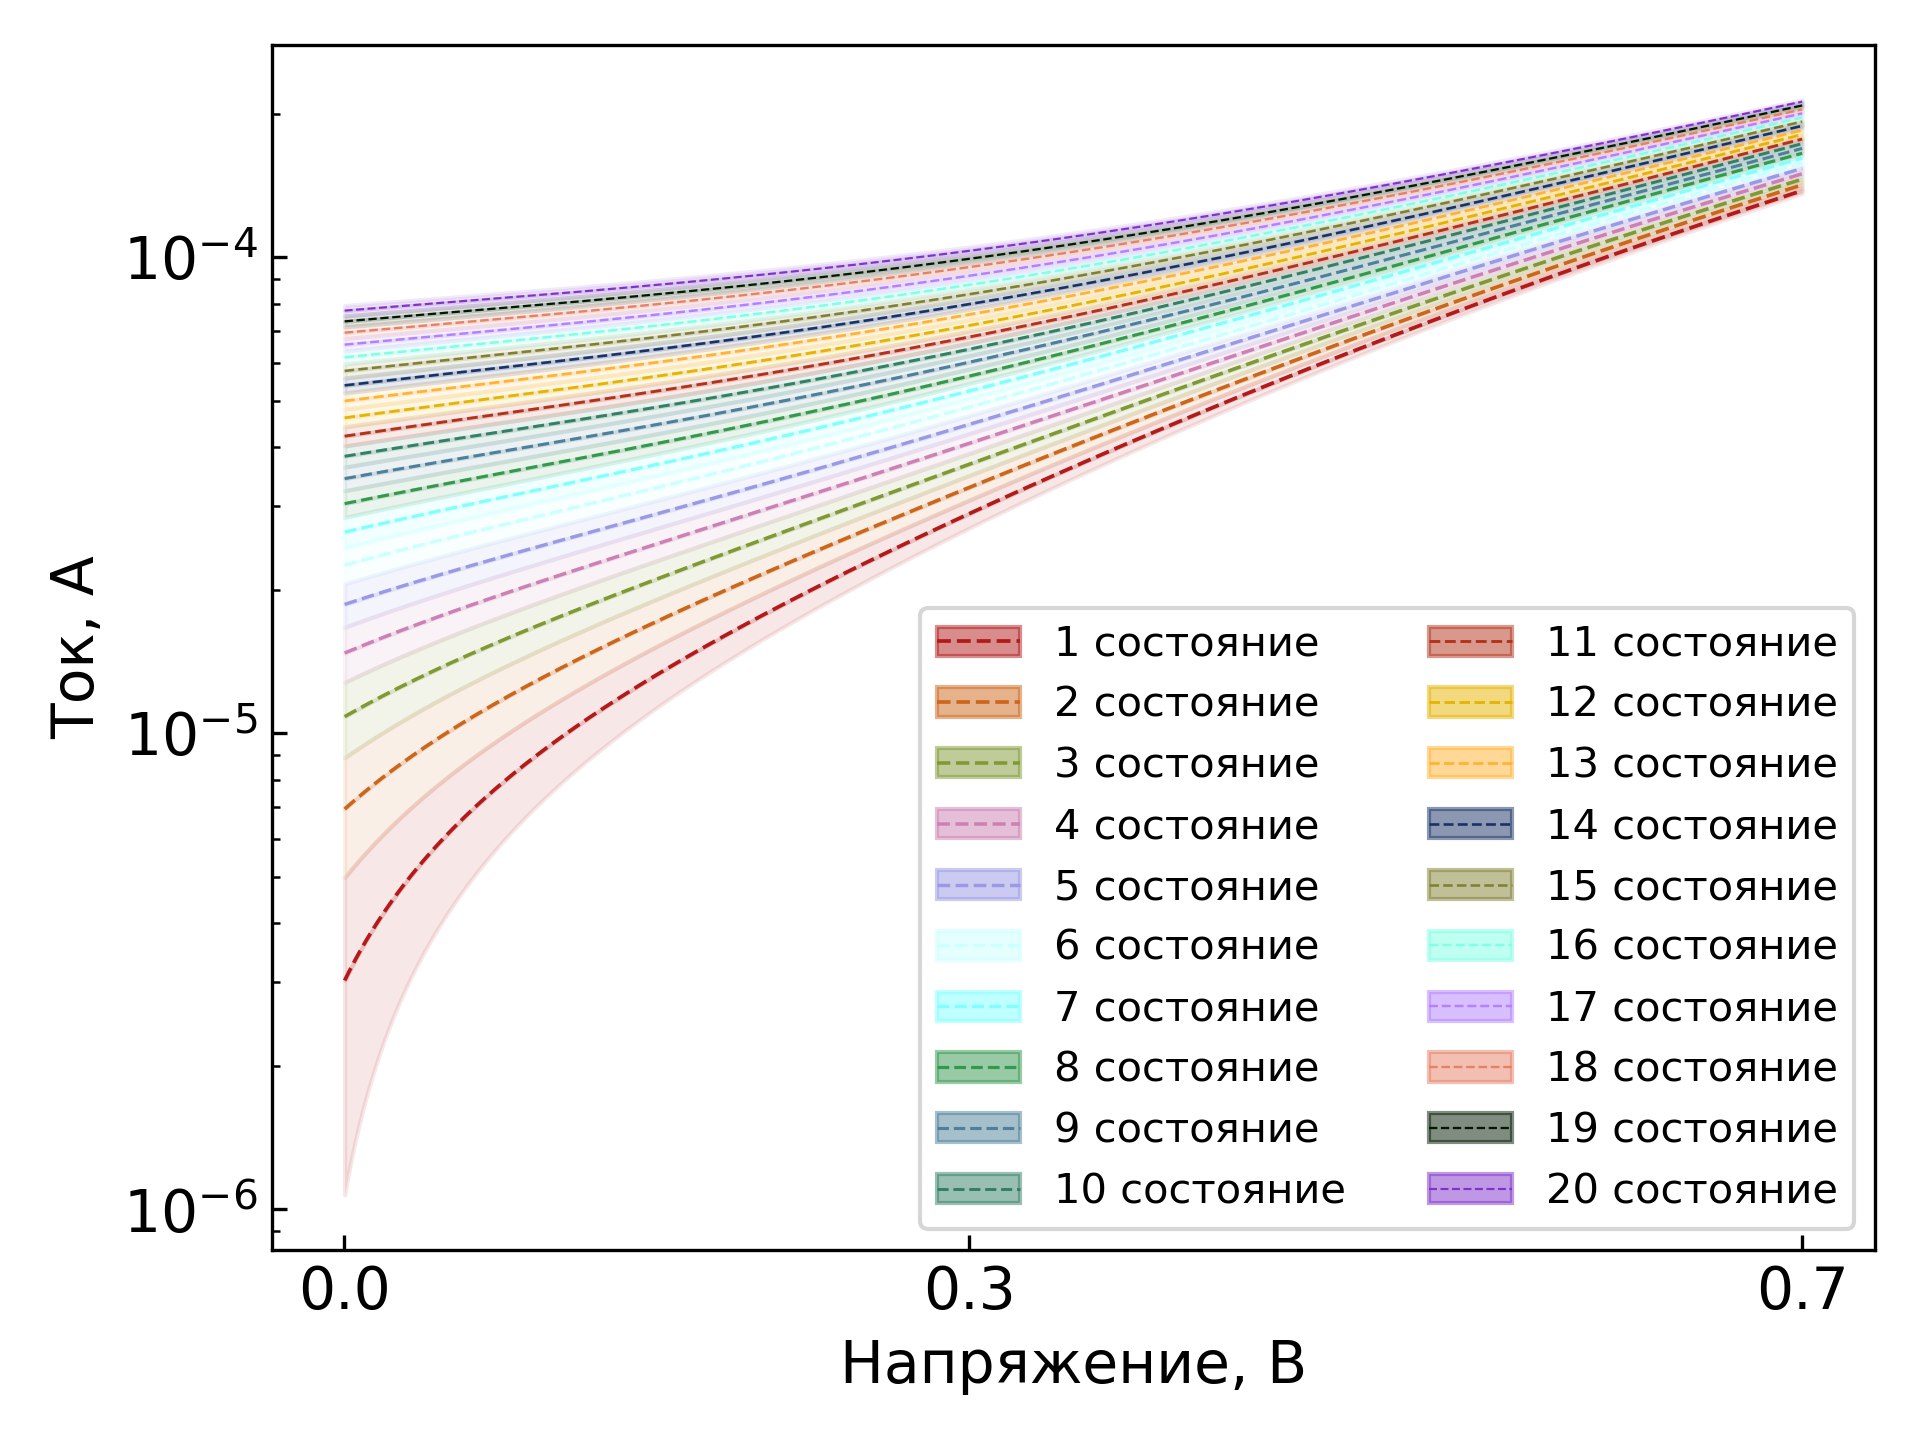 Ток, А
10⁻⁴
10⁻⁵
10⁻⁶
0.0
0.3
0.7
Напряжение, В
1 состояние
2 состояние
3 состояние
4 состояние
5 состояние
6 состояние
7 состояние
8 состояние
9 состояние
10 состояние
11 состояние
12 состояние
13 состояние
14 состояние
15 состояние
16 состояние
17 состояние
18 состояние
19 состояние
20 состояние